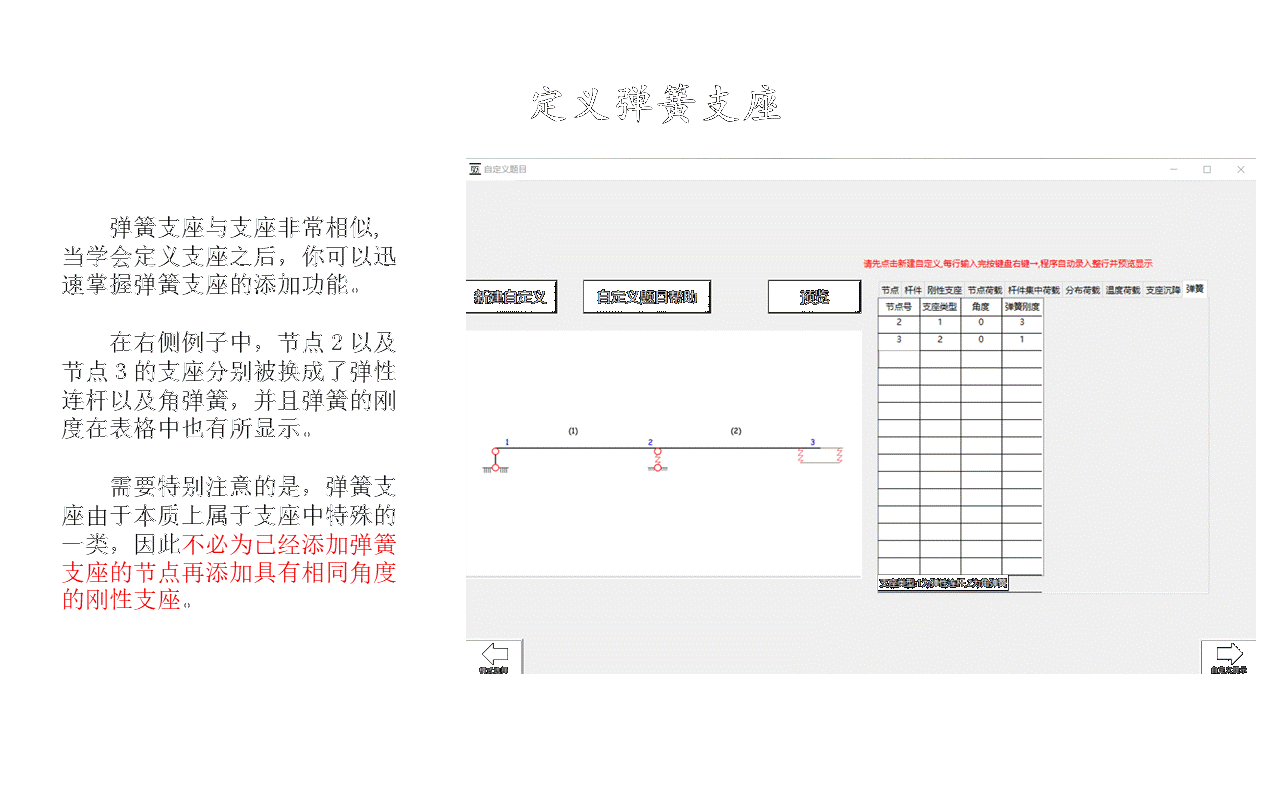 定义弹簧支座
弹簧支座与支座非常相似,
当学会定义支座之后，你可以迅
速掌握弹簧支座的添加功能。
在右侧例子中，节点2以及
节点3的支座分别被换成了弹性
连杆以及角弹簧，并且弹簧的刚
度在表格中也有所显示。
需要特别注意的是，弹簧支
座由于本质上属于支座中特殊的
一类，因此不必为已经添加弹簧
支座的节点再添加具有相同角度
的刚性支座。
自定义题目
请先点击新建自定义,每行输入完按键盘右键→,程序自动录入整行并预览显示
新建自定义 自定义题目帮助 预览
节点 杆件 刚性支座 节点荷载 杆件集中荷载 分布荷载 温度荷载 支座沉降 弹簧
节点号 支座类型 角度 弹簧刚度
2 1 0 3
3 2 0 1
(1) (2)
1 2 3